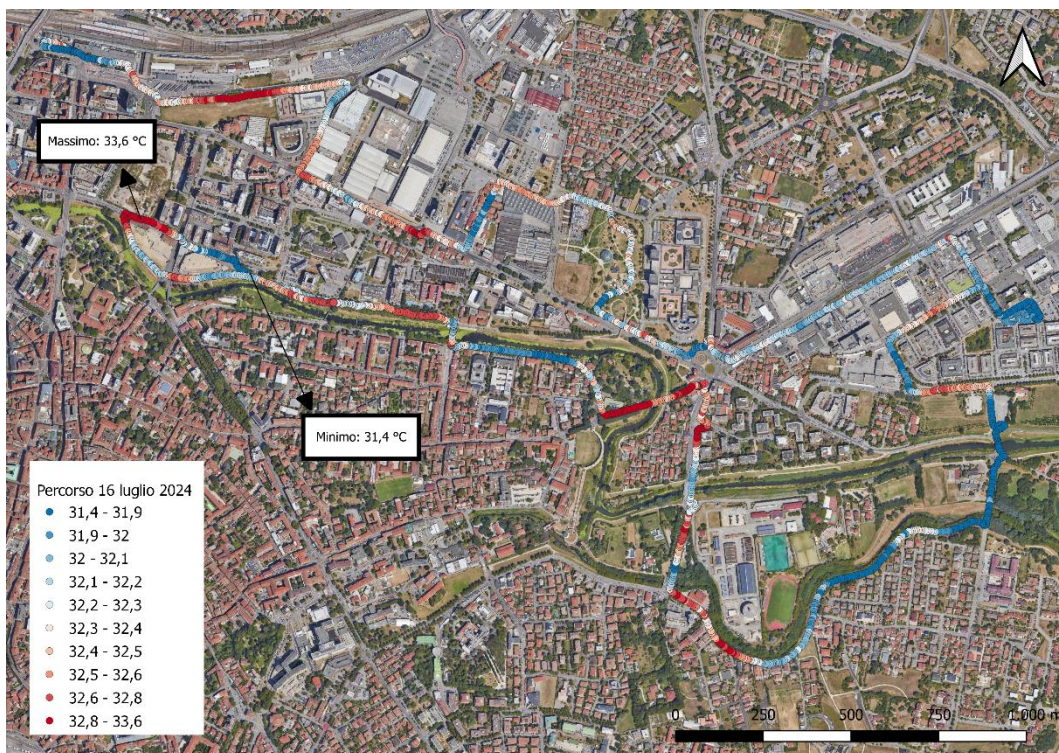 Massimo: 33,6 °C
Minimo: 31,4 °C
Percorso 16 luglio 2024
31,4 - 31,9
31,9 - 32
32 - 32,1
32,1 - 32,2
32,2 - 32,3
32,3 - 32,4
32,4 - 32,5
32,5 - 32,6
32,6 - 32,8
32,8 - 33,6
0 250 500 750 1.000 m